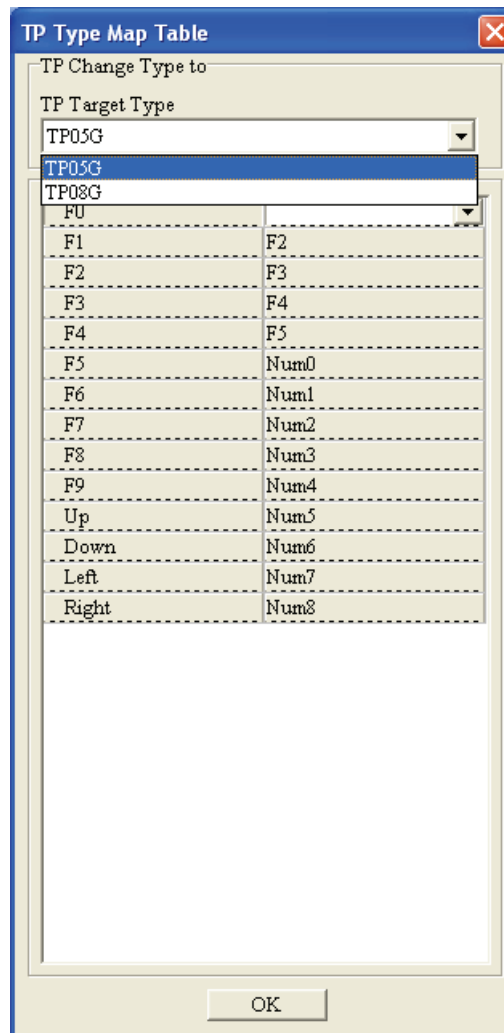 TP Type Map Table
TP Change Type to
TP Target Type
TP05G
TP05G
TP08G
F0
F1 F2
F2 F3
F3 F4
F4 F5
F5 Num0
F6 Num1
F7 Num2
F8 Num3
F9 Num4
Up Num5
Down Num6
Left Num7
Right Num8
OK